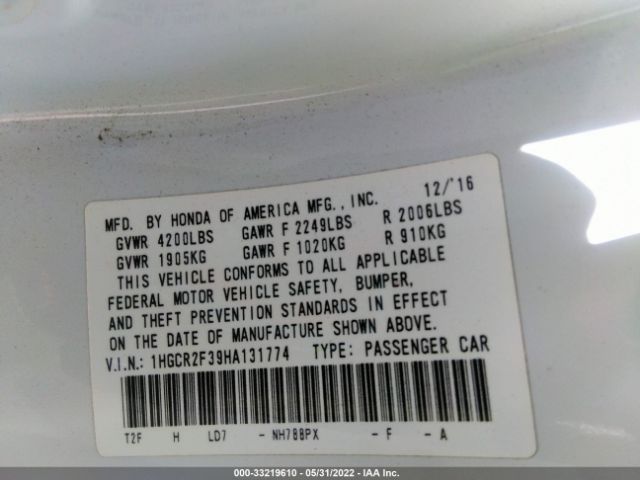 MFD. BY HONDA OF AMERICA MFG., INC. 12/'16
GVWR 4200LBS GAWR F 2249LBS R 2006LBS
GVWR 1905KG GAWR F 1020KG R 910KG
THIS VEHICLE CONFORMS TO ALL APPLICABLE
FEDERAL MOTOR VEHICLE SAFETY, BUMPER,
AND THEFT PREVENTION STANDARDS IN EFFECT
ON THE DATE OF MANUFACTURE SHOWN ABOVE.
V.I.N.: 1HGCR2F39HA131774 TYPE: PASSENGER CAR
T2F H LD7 - NH788PX - F - A
000-33219610 - 05/31/2022 - IAA Inc.